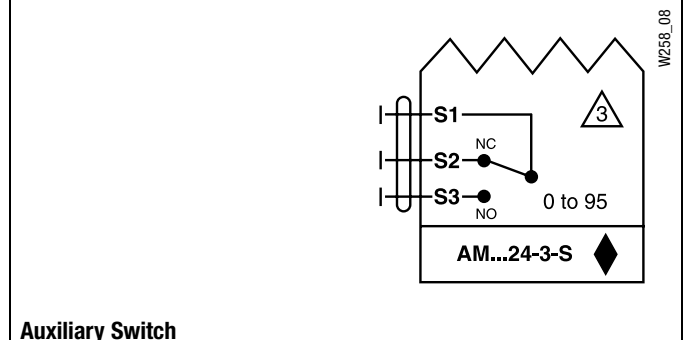 W258_08
S1
3
NC
S2
S3
0 to 95
NO
AM...24-3-S
Auxiliary Switch